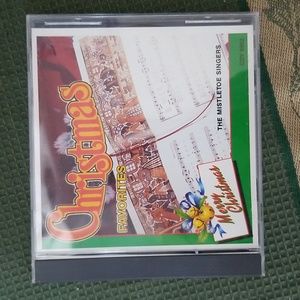 Christmas
FAVORITES
THE MISTLETOE SINGERS
Merry
Christmas